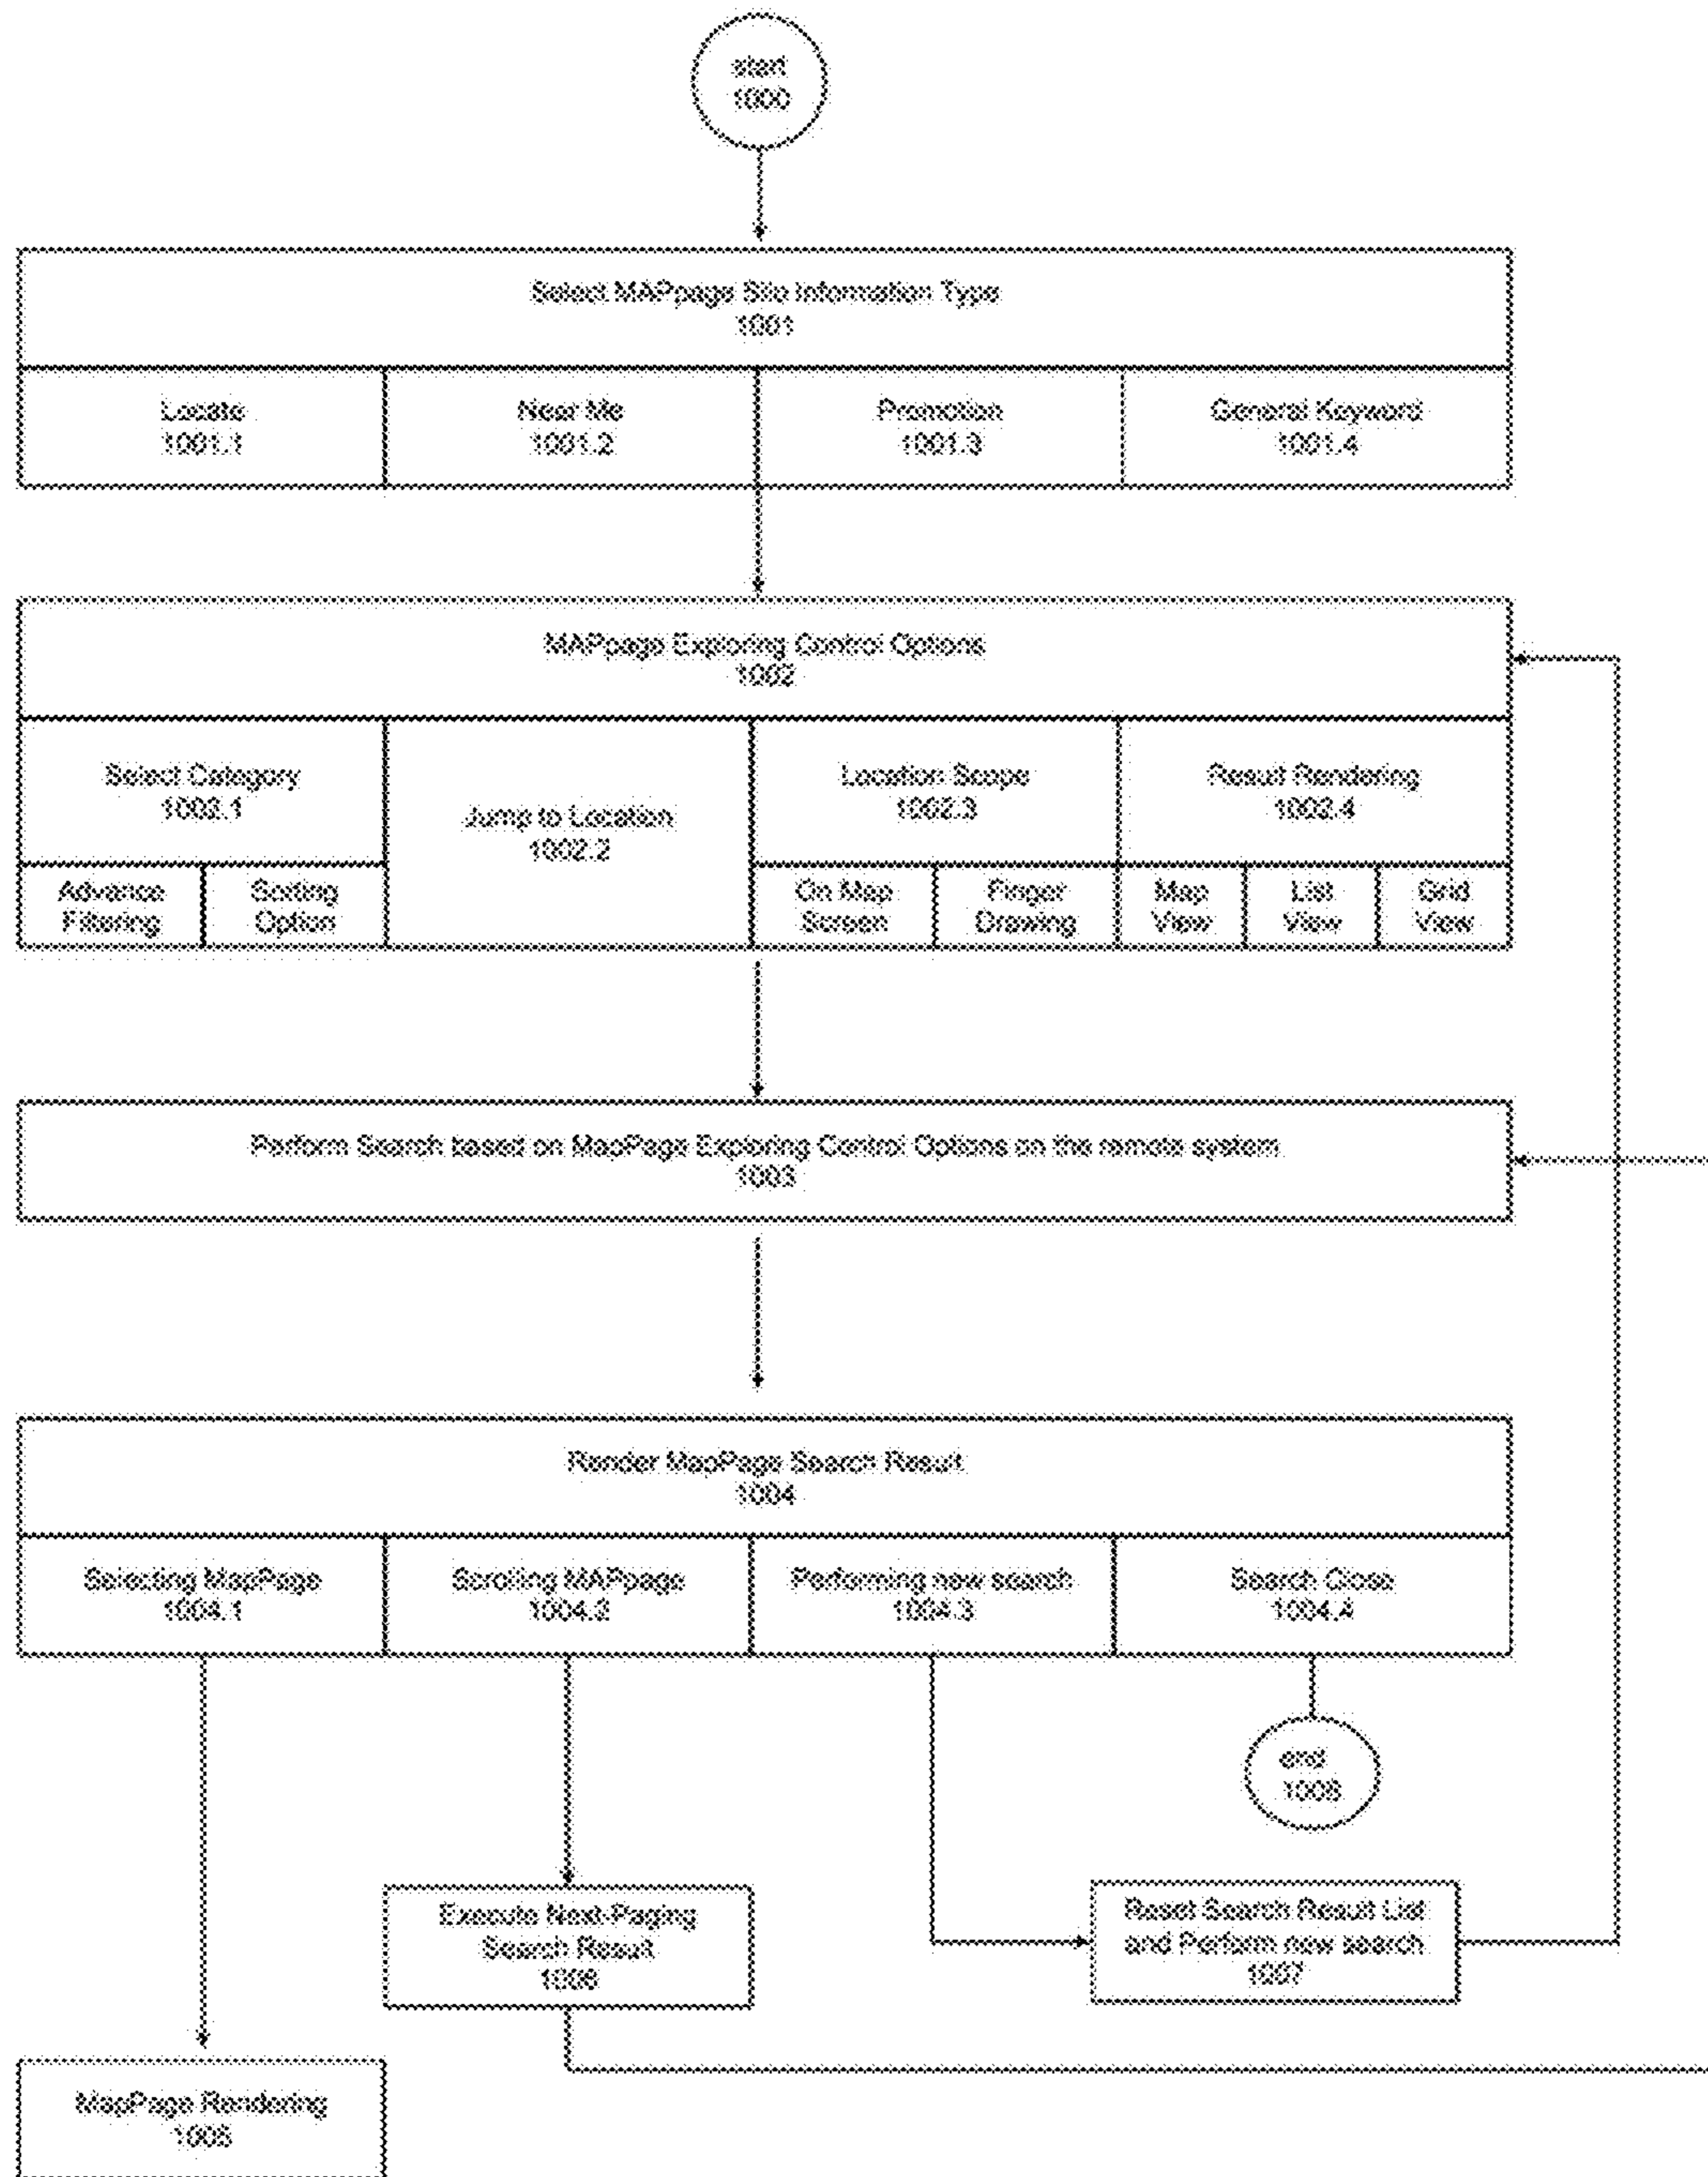 start
1000
Select MAPpage Site Information Type
1001
Locate
1001.1
Near Me
1001.2
Promotion
1001.3
General Keyword
1001.4
MAPpage Exploring Control Options
1002
Select Category
1002.1
Jump to Location
1002.2
Location Scope
1002.3
Result Rendering
1002.4
Advance
Filtering
Sorting
Option
On Map
Screen
Finger
Drawing
Map
View
List
View
Grid
View
Perform Search based on MapPage Exploring Control Options on the remote system
1003
Render MapPage Search Result
1004
Selecting MapPage
1004.1
Scrolling MAPpage
1004.2
Performing new search
1004.3
Search Close
1004.4
end
1008
Execute Next-Paging
Search Result
1006
Reset Search Result List
and Perform new search
1007
MapPage Rendering
1005